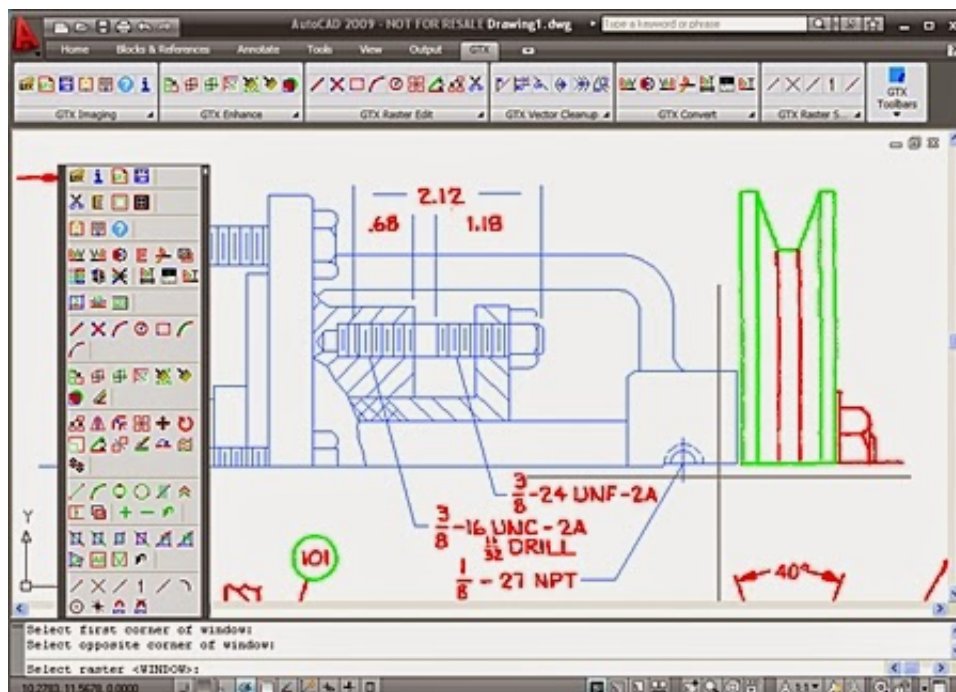 AutoCAD 2009 - NOT FOR RESALE Drawing1.dwg
Type a keyword or phrase
Home Blocks & References Annotate Tools View Output GTX
GTX Imaging
GTX Enhance
GTX Raster Edit
GTX Vector Cleanup
GTX Convert
GTX Raster S...
GTX
Toolbars
2.12
.68 1.18
3/8-24 UNF-2A
3/8-16 UNC-2A
11/32 DRILL
1/8-27 NPT
101
40°
Y
Select first corner of window:
Select opposite corner of window:
Select raster <WINDOW>:
10.2783, 11.5678, 0.0000
1:1